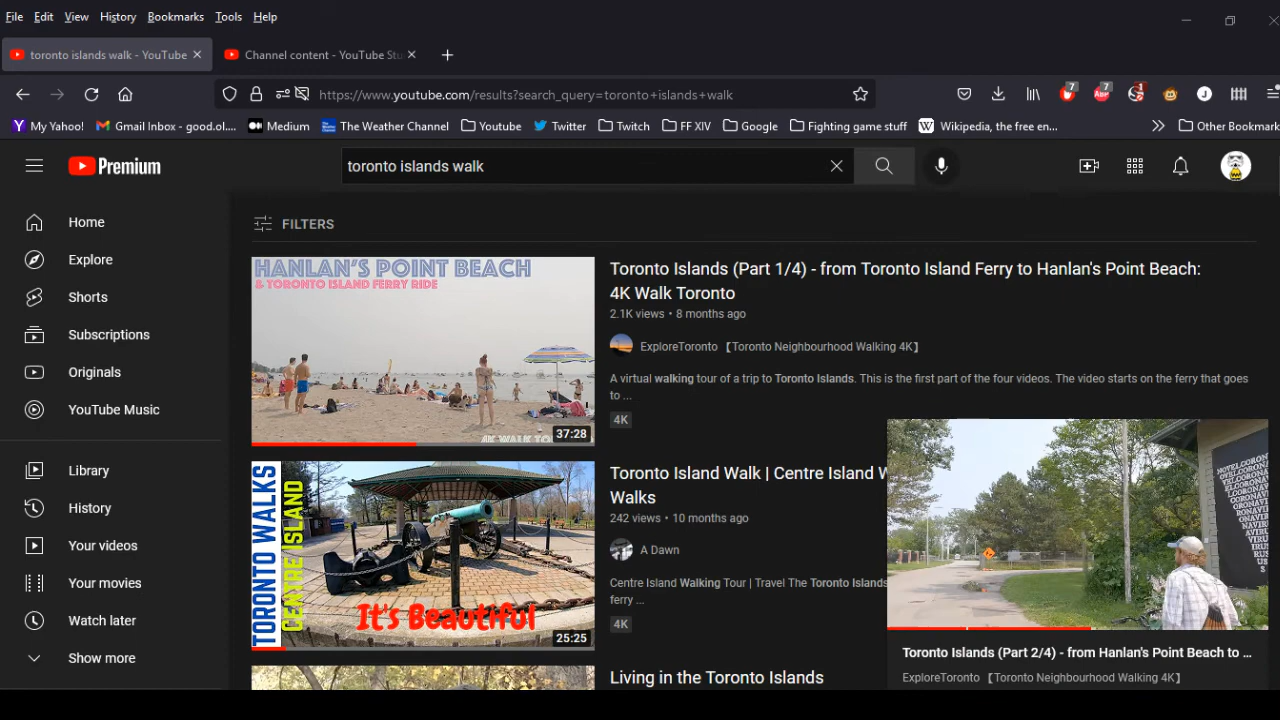 File Edit View History Bookmarks Tools Help
toronto islands walk - YouTube
Channel content - YouTube Stu
https://www.youtube.com/results?search_query=toronto+islands+walk
7
7
1
My Yahoo! Gmail Inbox - good.ol.... Medium The Weather Channel Youtube Twitter Twitch FF XIV Google Fighting game stuff Wikipedia, the free en... Other Bookmark
Premium
toronto islands walk
FILTERS
Home
Explore
Shorts
Subscriptions
Originals
YouTube Music
Library
History
Your videos
Your movies
Watch later
Show more
HANLAN'S POINT BEACH
& TORONTO ISLAND FERRY RIDE
4K WALK TO
37:28
Toronto Islands (Part 1/4) - from Toronto Island Ferry to Hanlan's Point Beach:
4K Walk Toronto
2.1K views • 8 months ago
ExploreToronto 【Toronto Neighbourhood Walking 4K】
A virtual walking tour of a trip to Toronto Islands. This is the first part of the four videos. The video starts on the ferry that goes
to ...
4K
TORONTO WALKS
CENTRE ISLAND
It's Beautiful
25:25
Toronto Island Walk | Centre Island W
Walks
242 views • 10 months ago
A Dawn
Centre Island Walking Tour | Travel The Toronto Islands
ferry ...
4K
Living in the Toronto Islands
Toronto Islands (Part 2/4) - from Hanlan's Point Beach to ...
ExploreToronto 【Toronto Neighbourhood Walking 4K】